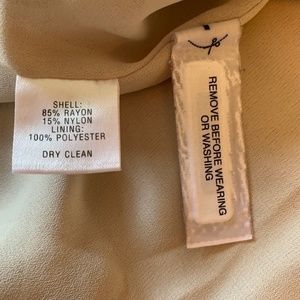 SHELL:
85% RAYON
15% NYLON
LINING:
100% POLYESTER
DRY CLEAN
REMOVE BEFORE WEARING
OR WASHING